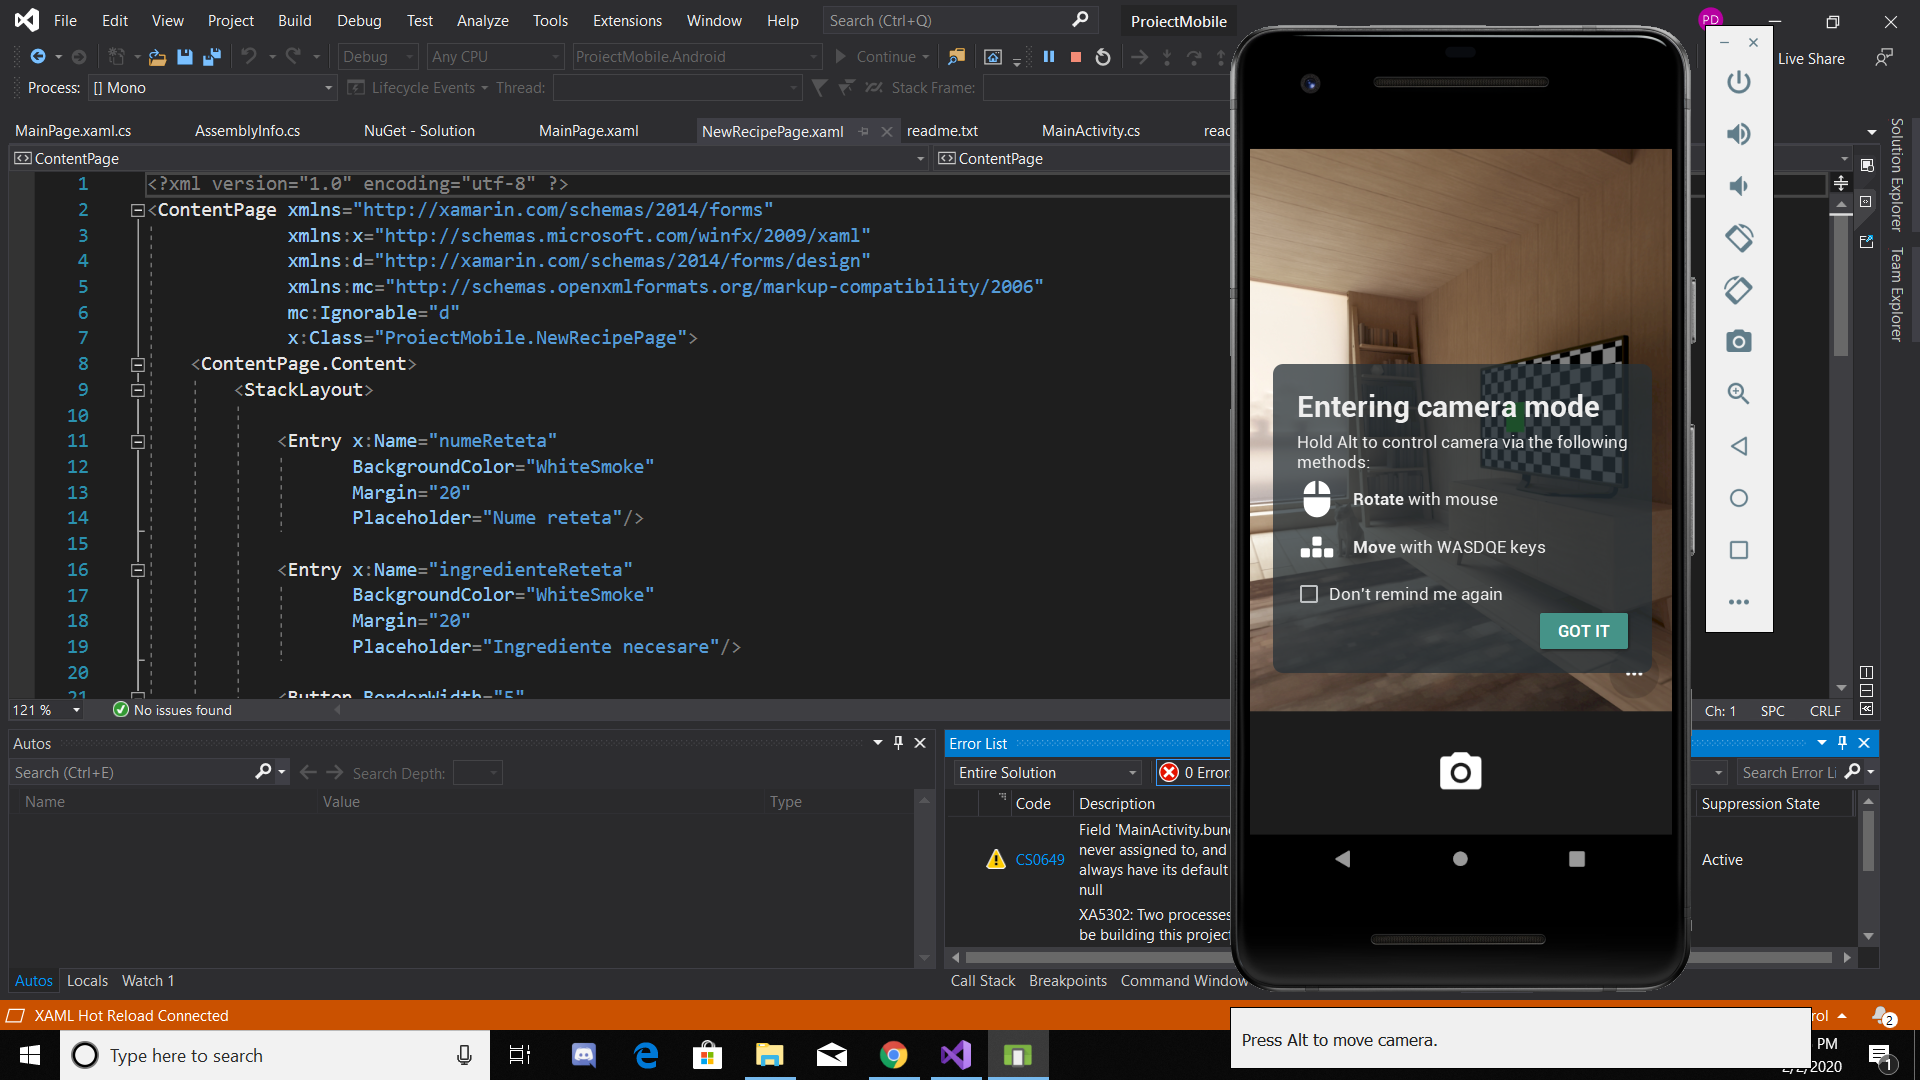 File Edit View Project Build Debug Test Analyze Tools Extensions Window Help Search (Ctrl+Q) ProiectMobile PD
Debug Any CPU ProiectMobile.Android Continue Live Share
Process: [] Mono Lifecycle Events Thread: Stack Frame:
MainPage.xaml.cs AssemblyInfo.cs NuGet - Solution MainPage.xaml NewRecipePage.xaml readme.txt MainActivity.cs
ContentPage ContentPage
Solution Explorer
Team Explorer
1 <?xml version="1.0" encoding="utf-8" ?>
2 <ContentPage xmlns="http://xamarin.com/schemas/2014/forms"
3 xmlns:x="http://schemas.microsoft.com/winfx/2009/xaml"
4 xmlns:d="http://xamarin.com/schemas/2014/forms/design"
5 xmlns:mc="http://schemas.openxmlformats.org/markup-compatibility/2006"
6 mc:Ignorable="d"
7 x:Class="ProiectMobile.NewRecipePage">
8 <ContentPage.Content>
9 <StackLayout>
10
11 <Entry x:Name="numeReteta"
12 BackgroundColor="WhiteSmoke"
13 Margin="20"
14 Placeholder="Nume reteta"/>
15
16 <Entry x:Name="ingredienteReteta"
17 BackgroundColor="WhiteSmoke"
18 Margin="20"
19 Placeholder="Ingrediente necesare"/>
20
21 <Button BorderWidth="5"
121 % No issues found Ch: 1 SPC CRLF
Entering camera mode
Hold Alt to control camera via the following
methods:
Rotate with mouse
Move with WASDQE keys
Don't remind me again
GOT IT
Autos
Search (Ctrl+E) Search Depth:
Name Value Type
Autos Locals Watch 1
Error List
Entire Solution 0 Error Search Error Li
Code Description Suppression State
CS0649 Field 'MainActivity.bun
never assigned to, and
always have its default
null
Active
XA5302: Two processes
be building this project
Call Stack Breakpoints Command Window
XAML Hot Reload Connected rol 2
Press Alt to move camera.
Type here to search PM
2/2/2020 1